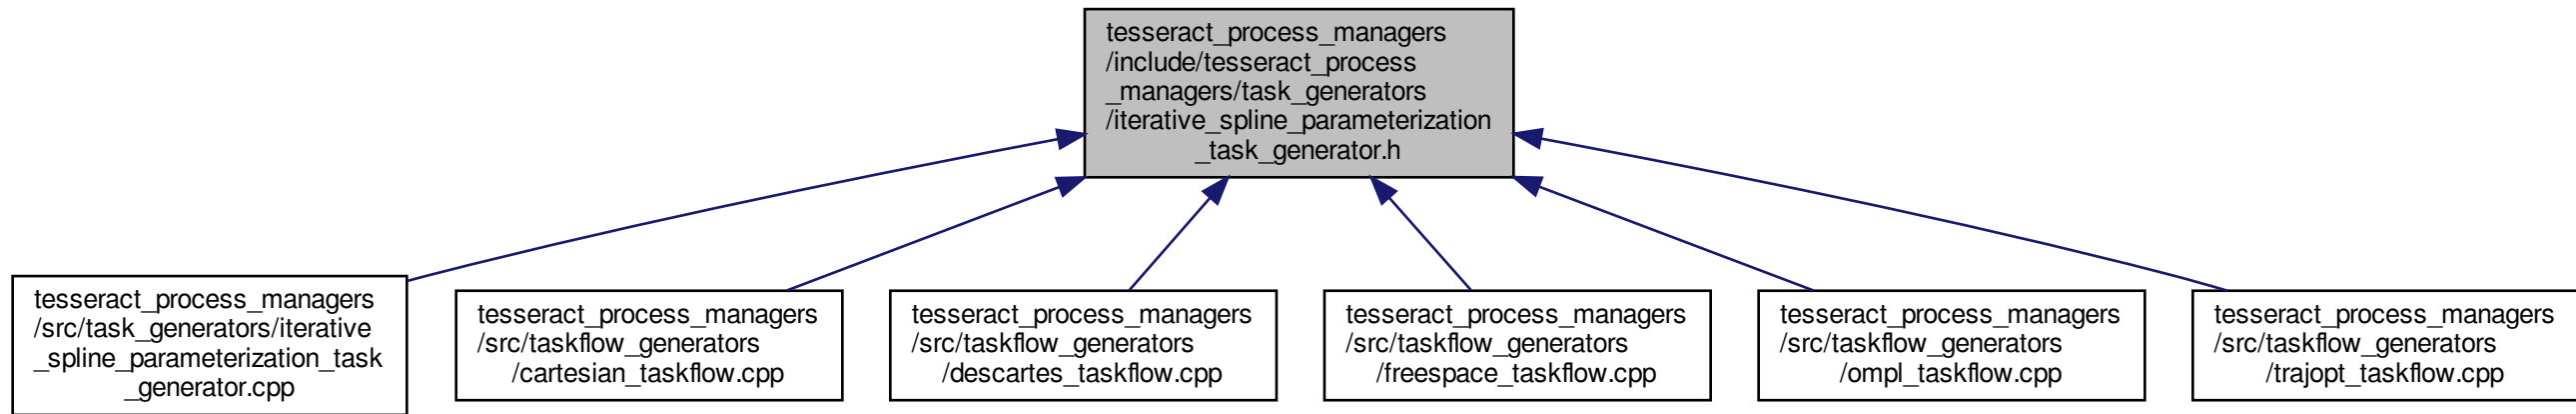 tesseract_process_managers
/include/tesseract_process
_managers/task_generators
/iterative_spline_parameterization
_task_generator.h
tesseract_process_managers
/src/task_generators/iterative
_spline_parameterization_task
_generator.cpp
tesseract_process_managers
/src/taskflow_generators
/cartesian_taskflow.cpp
tesseract_process_managers
/src/taskflow_generators
/descartes_taskflow.cpp
tesseract_process_managers
/src/taskflow_generators
/freespace_taskflow.cpp
tesseract_process_managers
/src/taskflow_generators
/ompl_taskflow.cpp
tesseract_process_managers
/src/taskflow_generators
/trajopt_taskflow.cpp